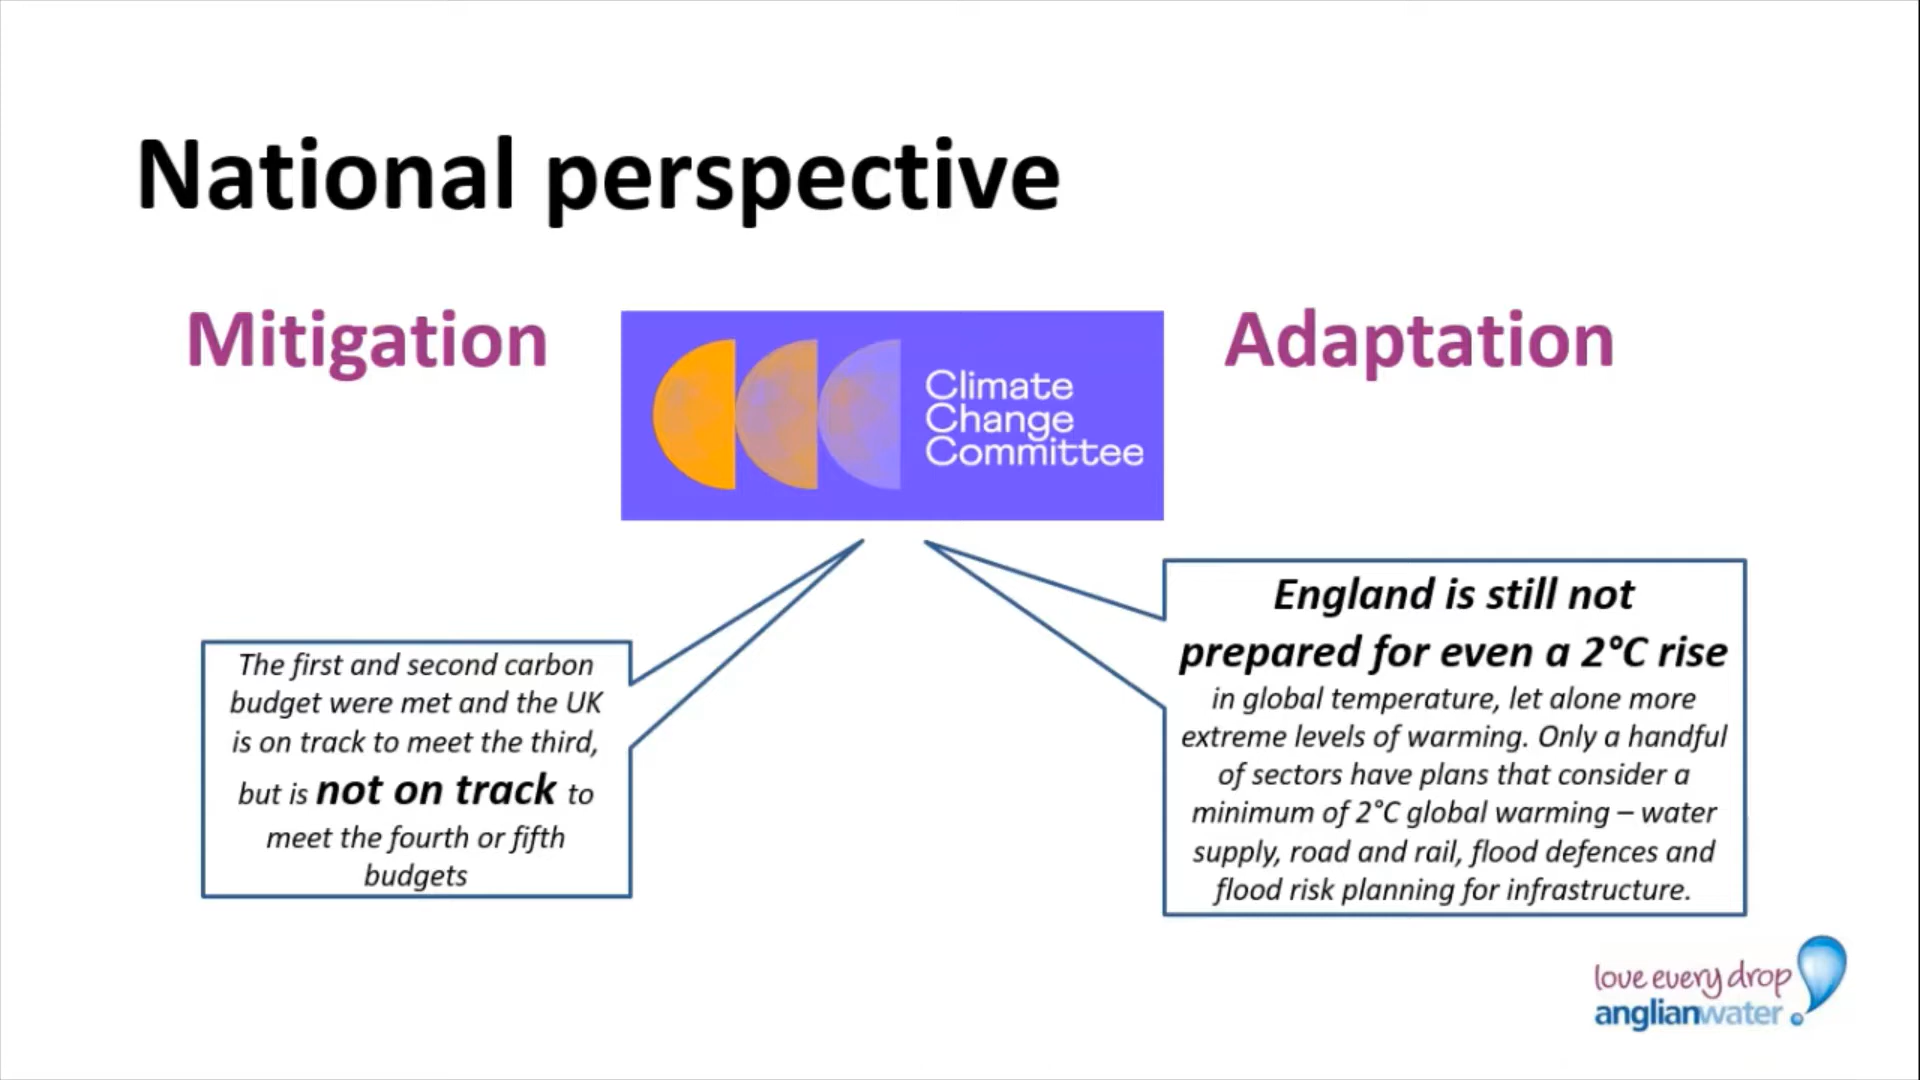 National perspective
Mitigation
Climate
Change
Committee
Adaptation
The first and second carbon
budget were met and the UK
is on track to meet the third,
but is not on track to
meet the fourth or fifth
budgets
England is still not
prepared for even a 2°C rise
in global temperature, let alone more
extreme levels of warming. Only a handful
of sectors have plans that consider a
minimum of 2°C global warming – water
supply, road and rail, flood defences and
flood risk planning for infrastructure.
love every drop
anglianwater